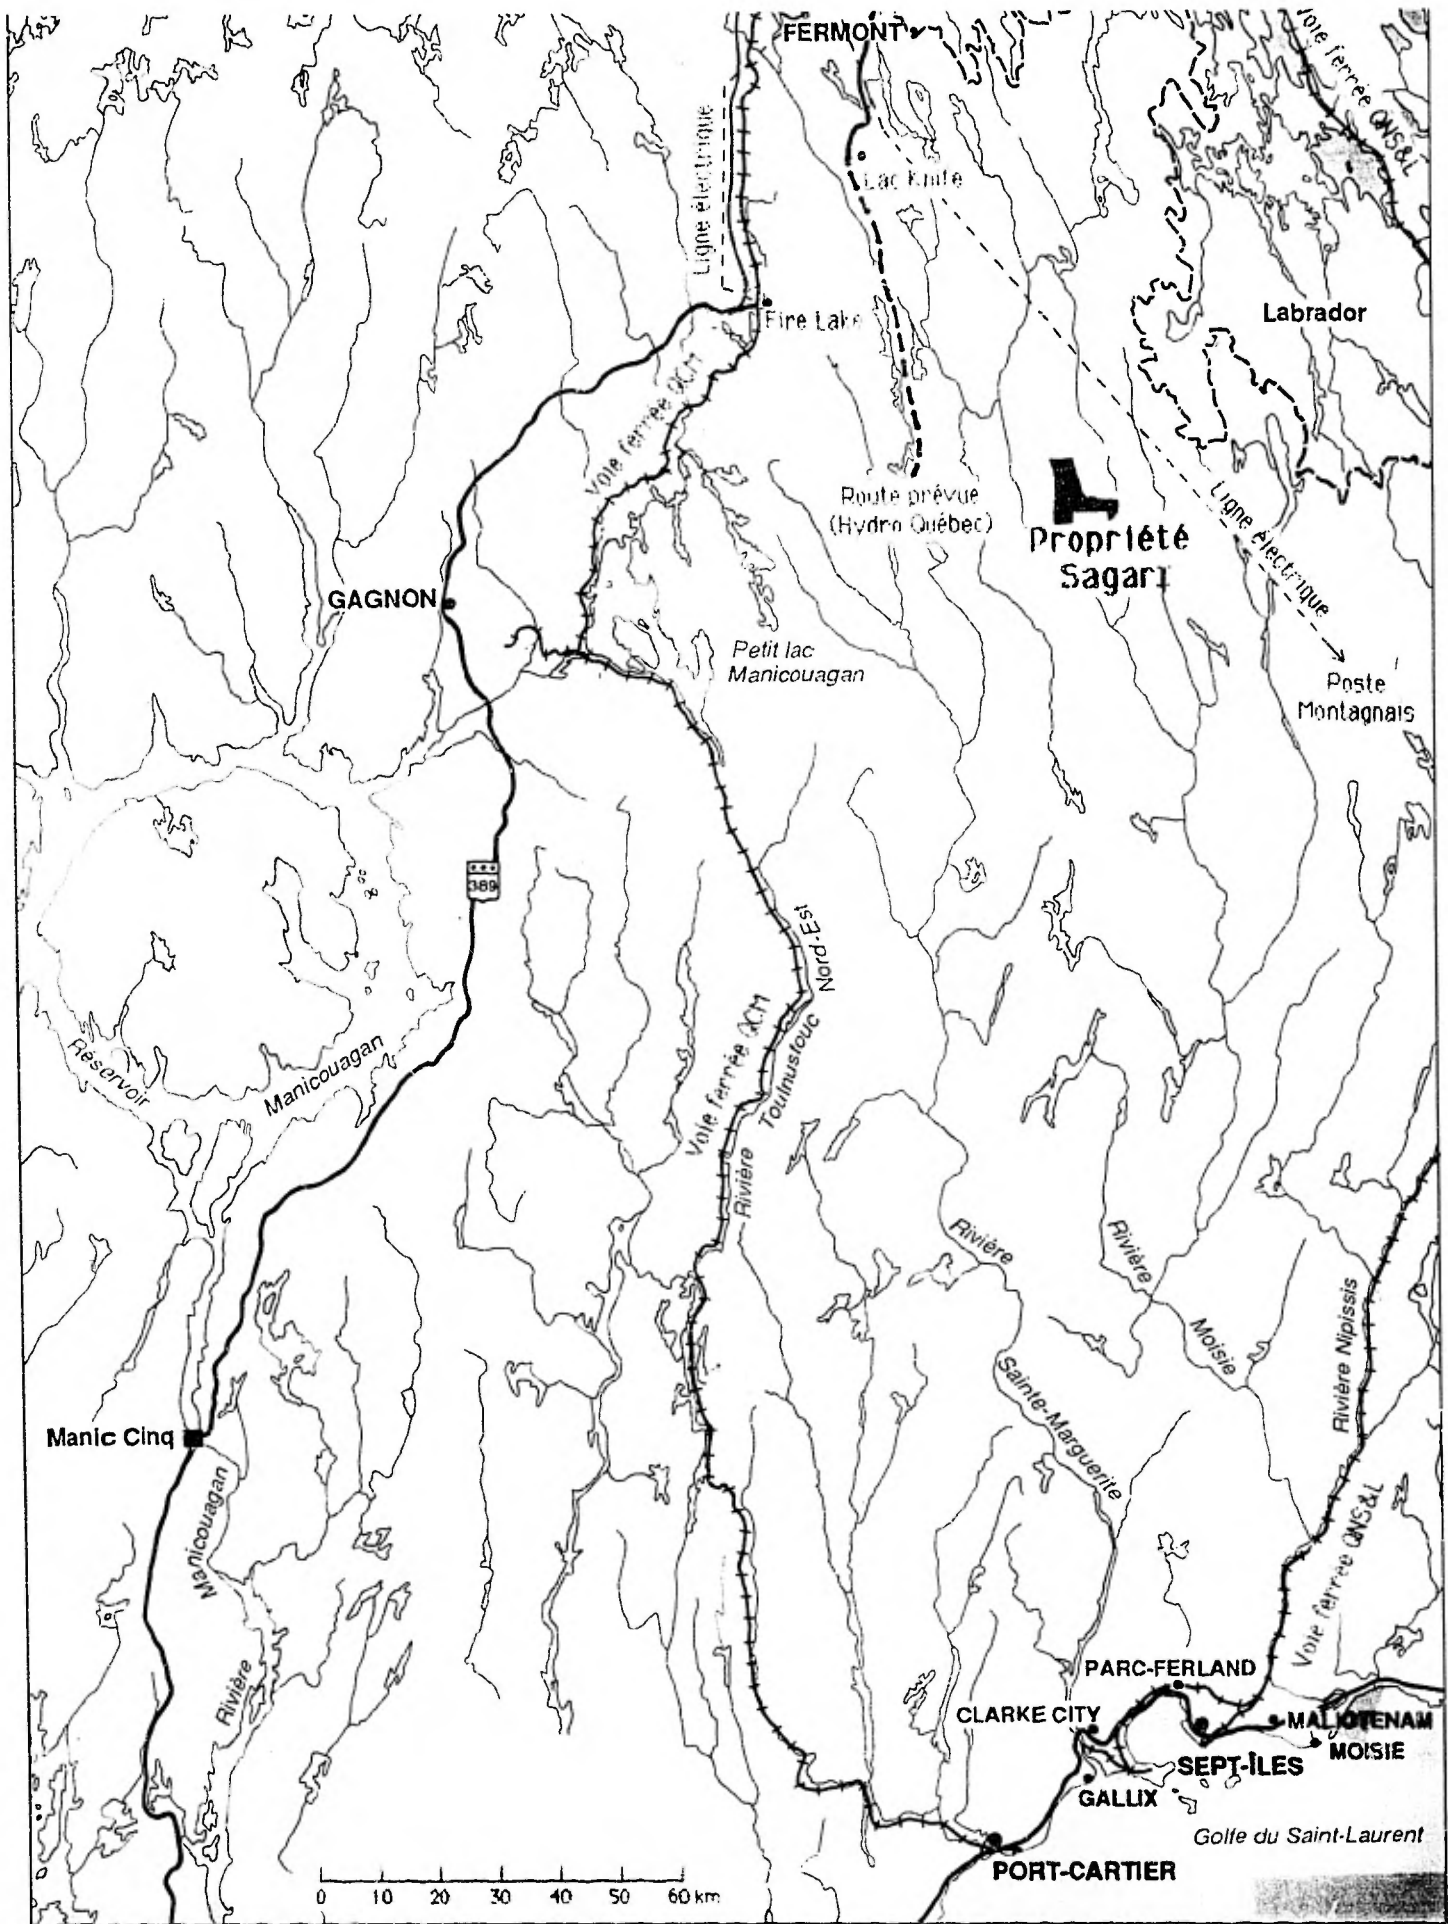 FERMONT
Voie ferrée QNS&L
Ligne électrique
Lac Knife
Labrador
Fire Lake
Voie ferrée QCM
Route prévue
(Hydro Québec)
Propriété
Sagar
Ligne électrique
GAGNON
Petit lac
Manicouagan
Poste
Montagnais
389
Nord-Est
Réservoir
Manicouagan
Voie ferrée QCM
Toulnustouc
Rivière
Rivière
Rivière
Moisie
Rivière Nipissis
Sainte-Marguerite
Manic Cinq
Manicouagan
Rivière
Voie ferrée QNS&L
PARC-FERLAND
CLARKE CITY
MALIOTENAM
MOISIE
SEPT-ÎLES
GALLIX
Golfe du Saint-Laurent
PORT-CARTIER
0 10 20 30 40 50 60 km